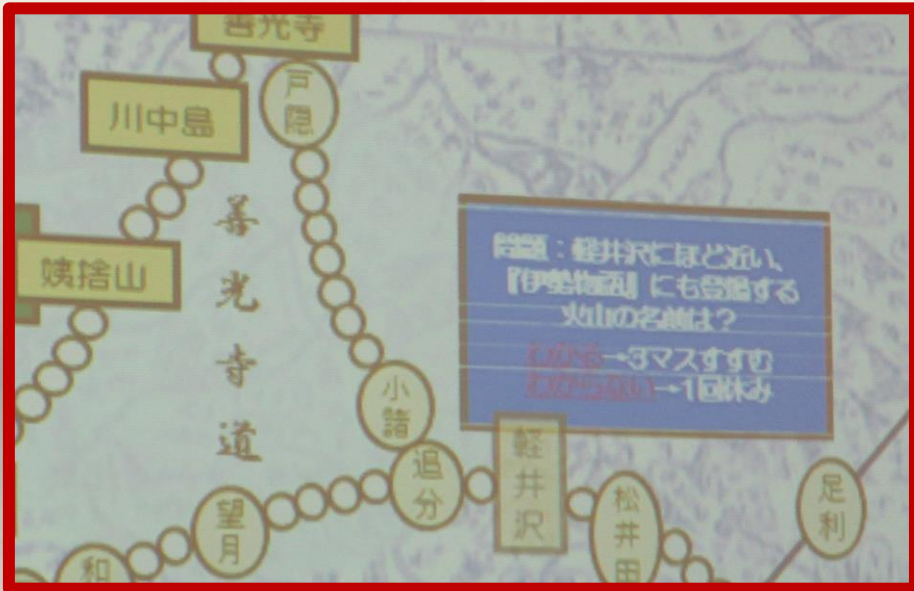 善光寺
戸隠
川中島
善光寺道
姨捨山
問題：軽井沢にほど近い、
『伊勢物語』にも登場する
火山の名前は？
わかる→3マスすすむ
わからない→1回休み
小諸
軽井沢
追分
望月
松井田
足利
和